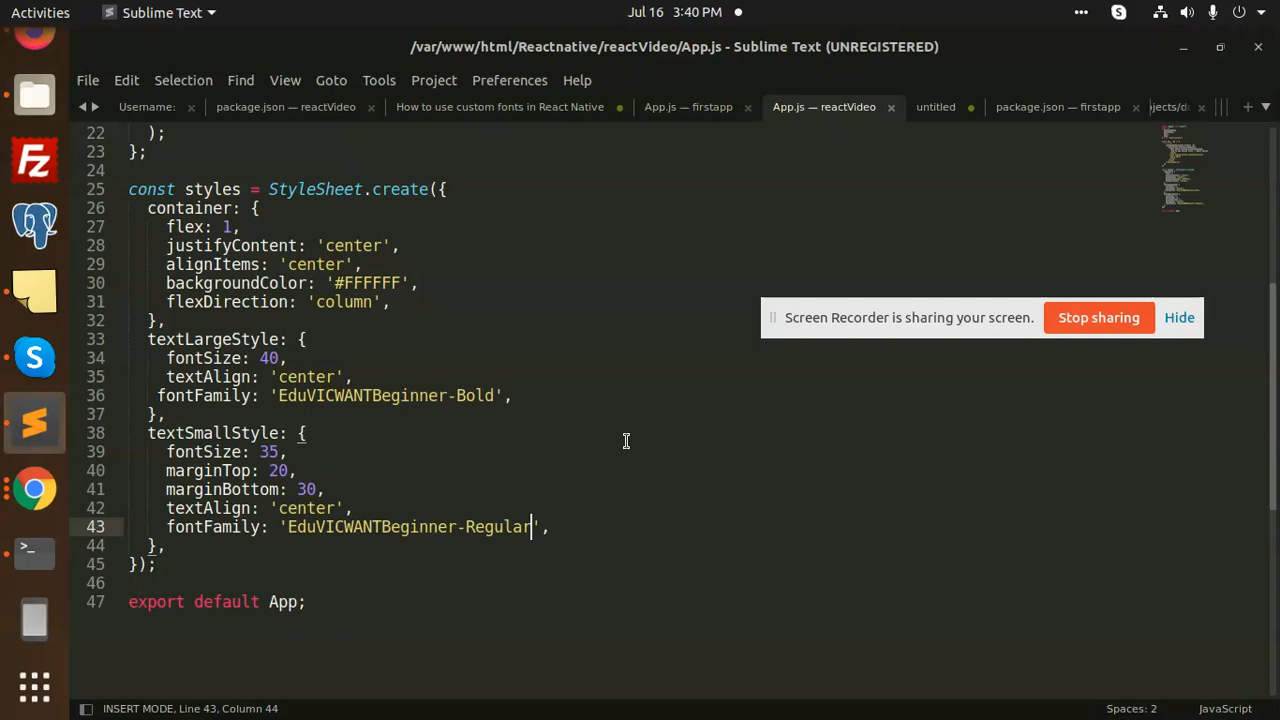 Activities
Sublime Text
Jul 16 3:40 PM
/var/www/html/Reactnative/reactVideo/App.js - Sublime Text (UNREGISTERED)
File Edit Selection Find View Goto Tools Project Preferences Help
Username: package.json — reactVideo How to use custom fonts in React Native App.js — firstapp App.js — reactVideo untitled package.json — firstapp
22 );
23 };
24
25 const styles = StyleSheet.create({
26 container: {
27 flex: 1,
28 justifyContent: 'center',
29 alignItems: 'center',
30 backgroundColor: '#FFFFFF',
31 flexDirection: 'column',
32 },
33 textLargeStyle: {
34 fontSize: 40,
35 textAlign: 'center',
36 fontFamily: 'EduVICWANTBeginner-Bold',
37 },
38 textSmallStyle: {
39 fontSize: 35,
40 marginTop: 20,
41 marginBottom: 30,
42 textAlign: 'center',
43 fontFamily: 'EduVICWANTBeginner-Regular',
44 },
45 });
46
47 export default App;
Screen Recorder is sharing your screen. Stop sharing Hide
INSERT MODE, Line 43, Column 44 Spaces: 2 JavaScript